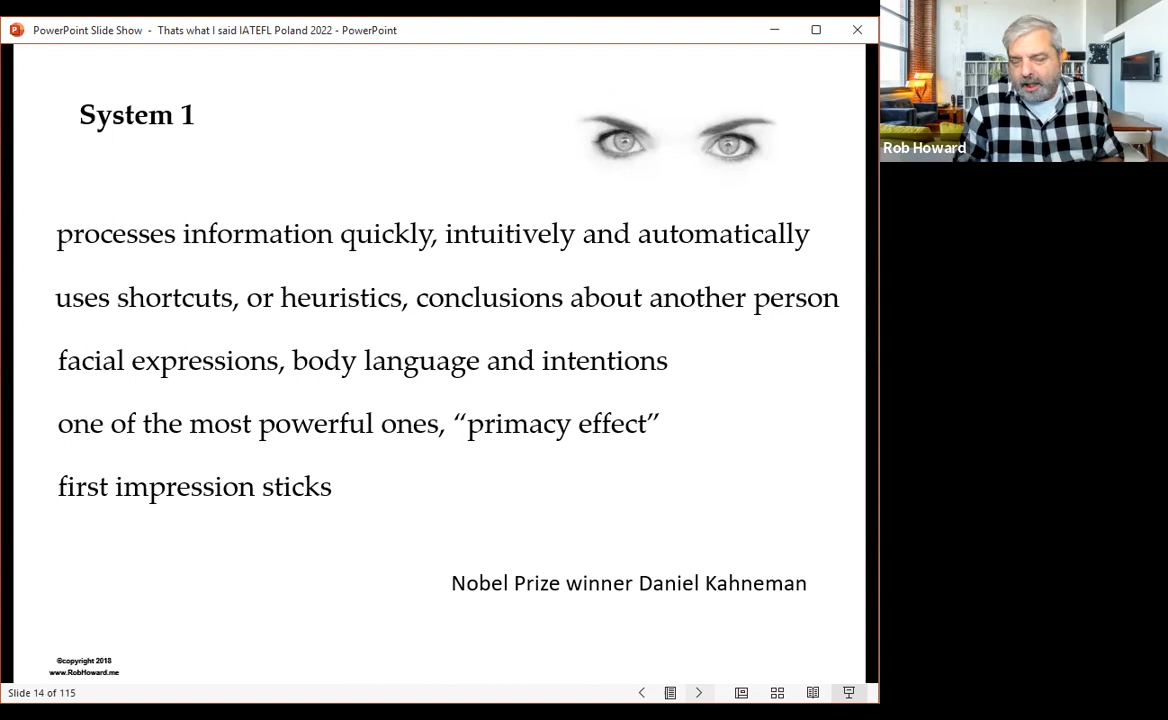 PowerPoint Slide Show - Thats what I said IATEFL Poland 2022 - PowerPoint
System 1
processes information quickly, intuitively and automatically
uses shortcuts, or heuristics, conclusions about another person
facial expressions, body language and intentions
one of the most powerful ones, “primacy effect”
first impression sticks
Nobel Prize winner Daniel Kahneman
©copyright 2018
www.RobHoward.me
Slide 14 of 115
Rob Howard